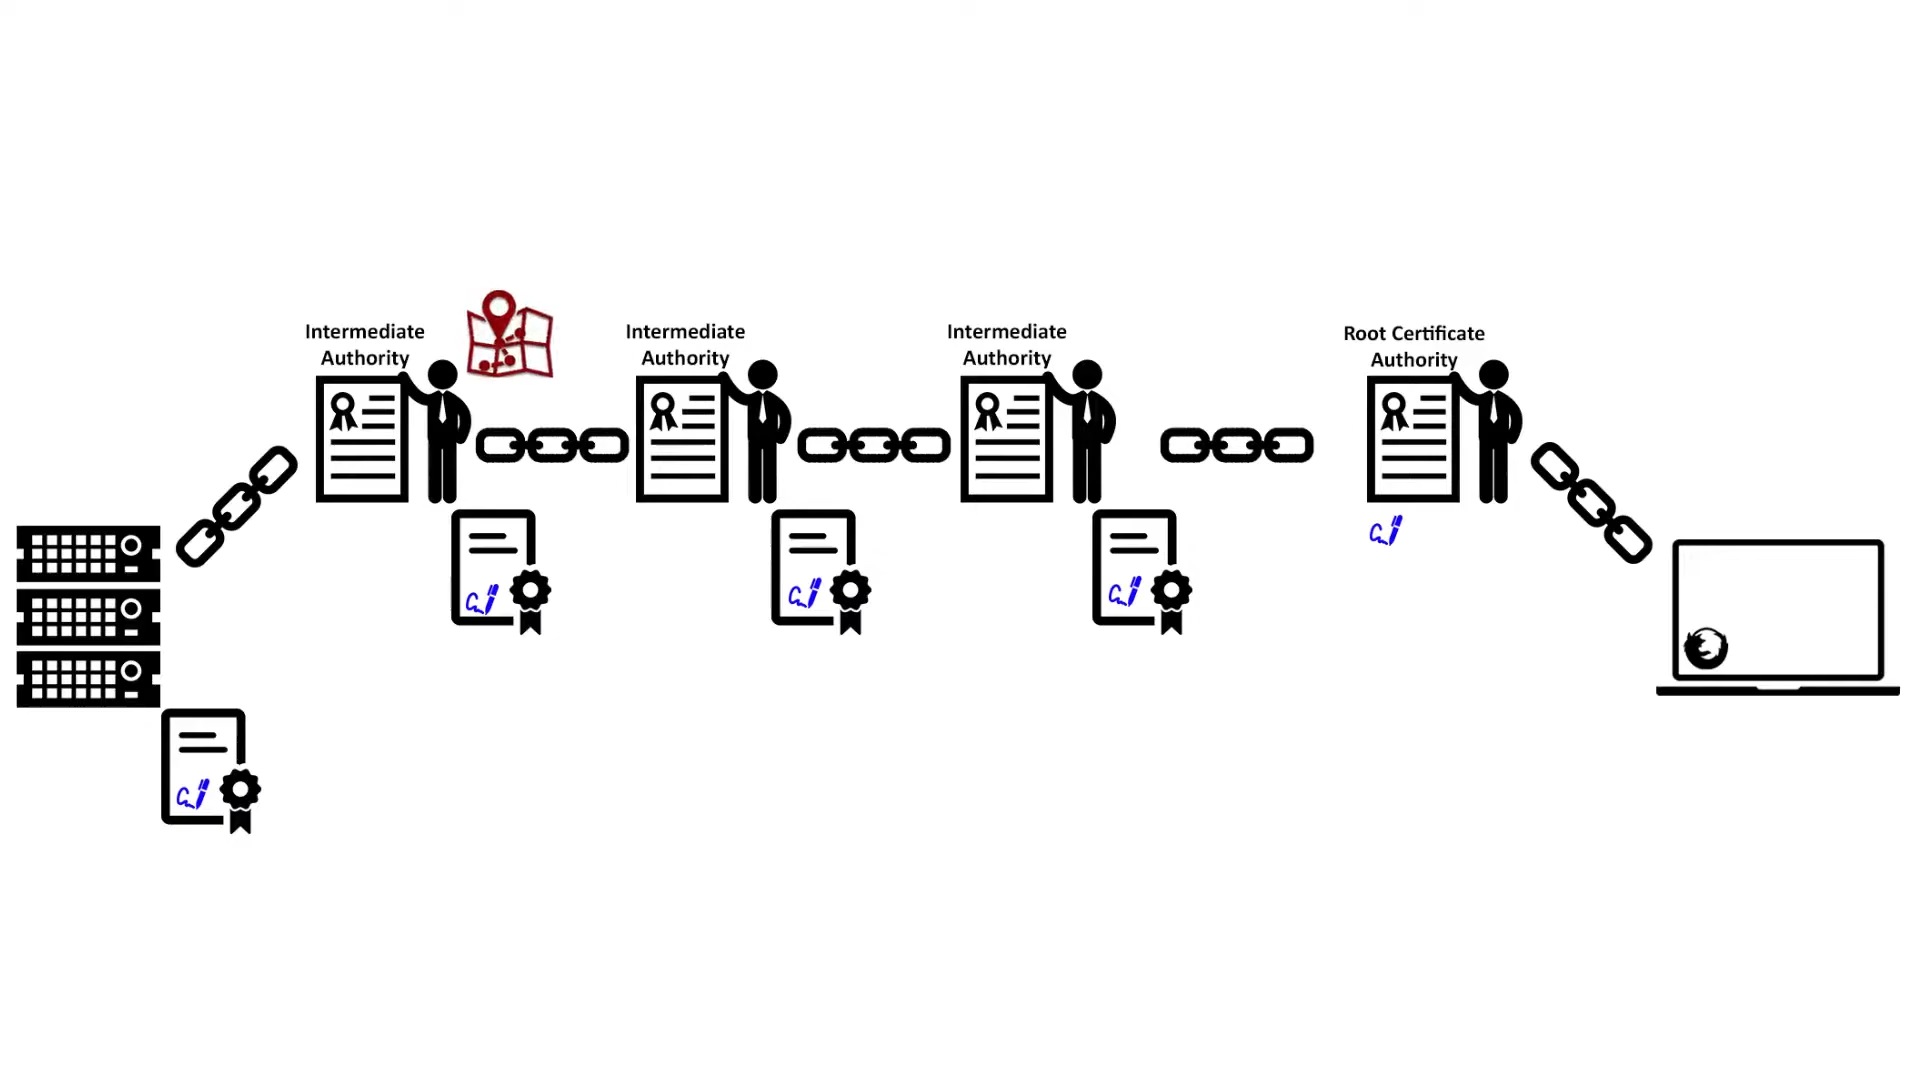 Intermediate
Authority
Intermediate
Authority
Intermediate
Authority
Root Certificate
Authority